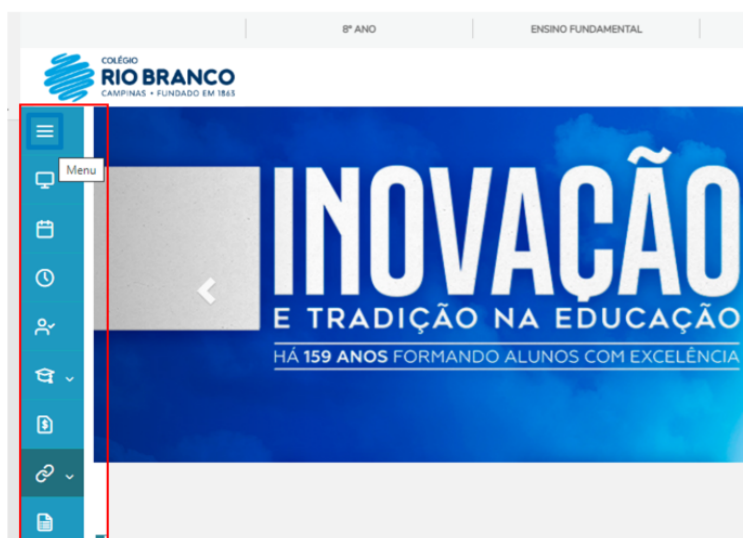 8º ANO ENSINO FUNDAMENTAL
COLÉGIO
RIO BRANCO
CAMPINAS • FUNDADO EM 1863
Menu
INOVAÇÃO
E TRADIÇÃO NA EDUCAÇÃO
HÁ 159 ANOS FORMANDO ALUNOS COM EXCELÊNCIA